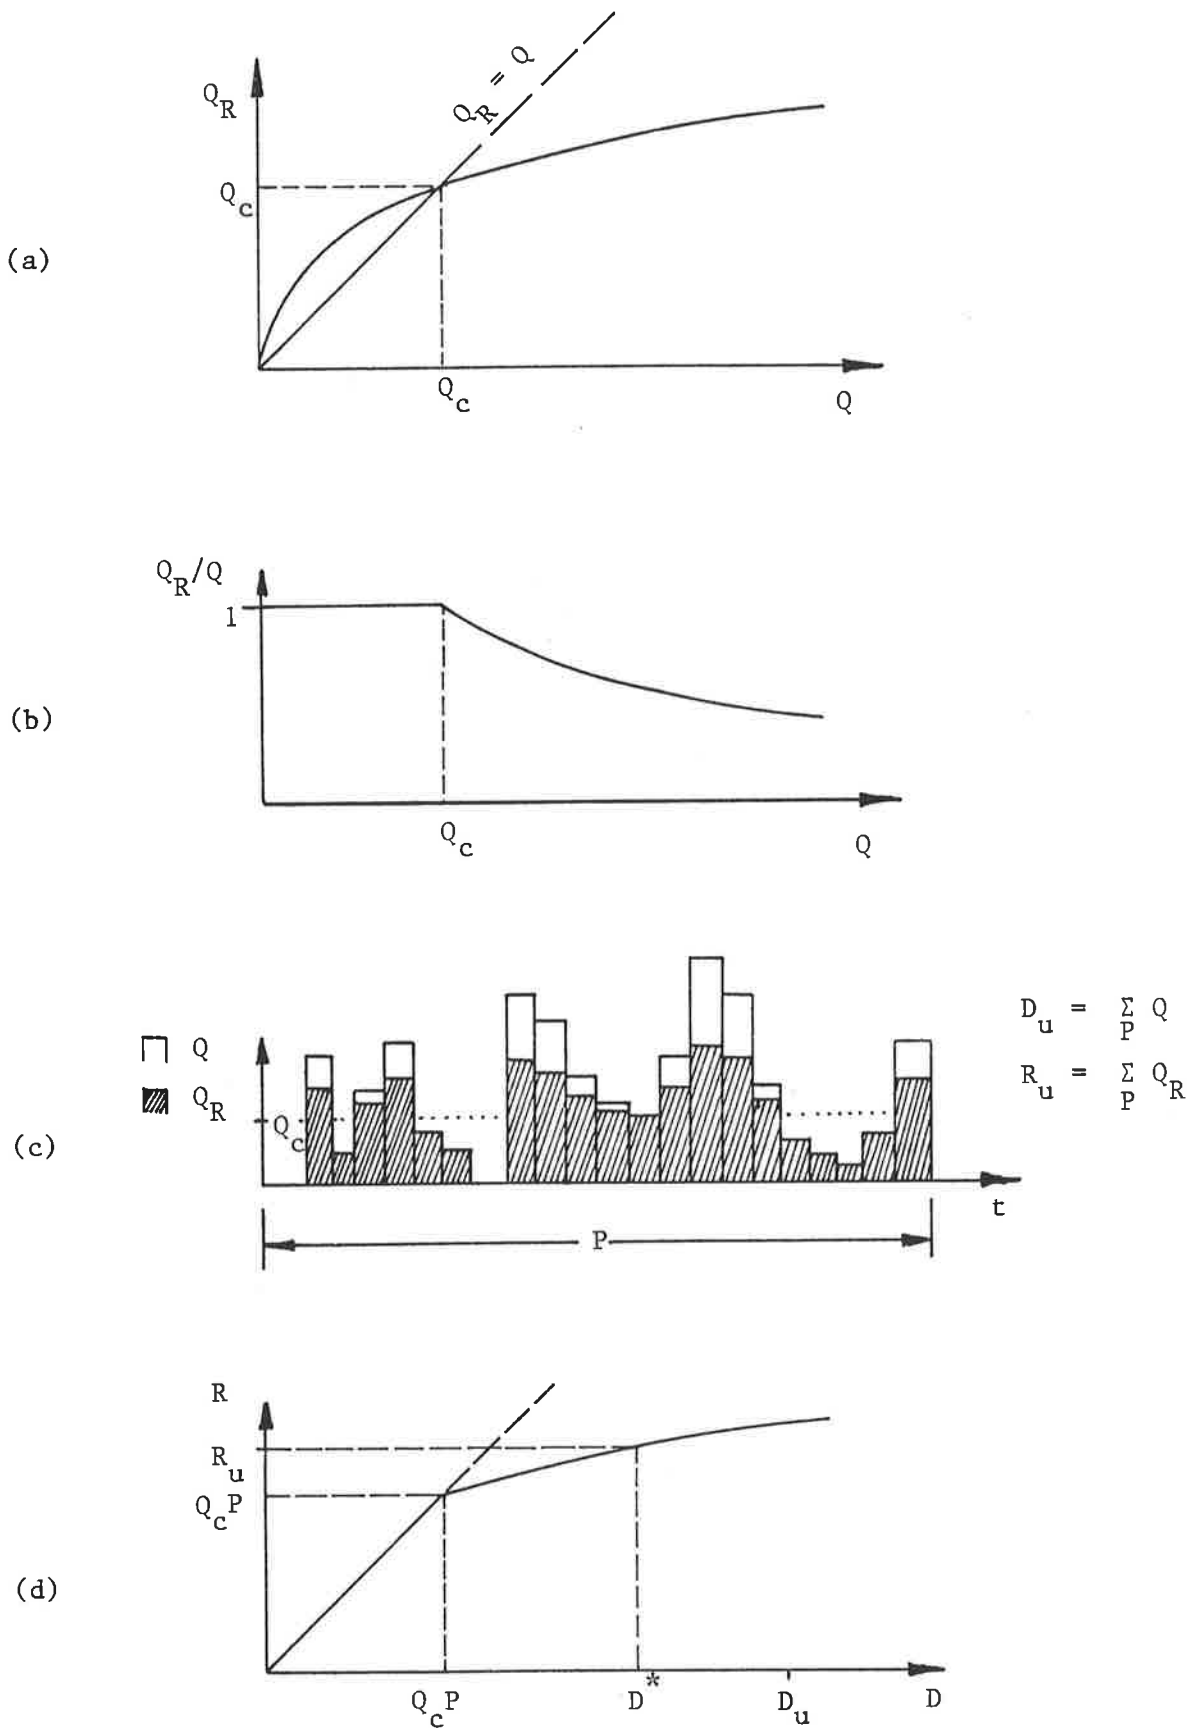 (a)
Q_R
Q_R = Q
Q_c
Q_c
Q
(b)
Q_R/Q
1
Q_c
Q
(c)
Q
Q_R
Q_c
D_u = Σ_P Q
R_u = Σ_P Q_R
t
P
(d)
R
R_u
Q_cP
Q_cP
D*
D_u
D